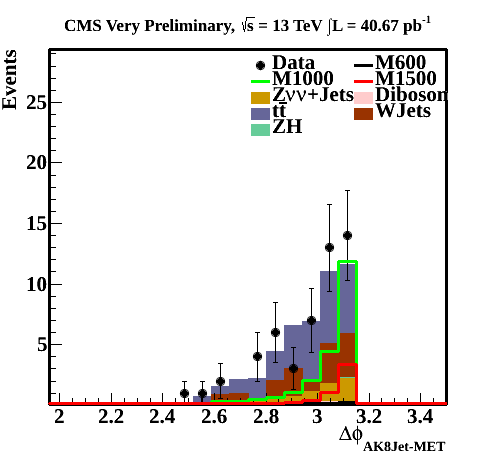 CMS Very Preliminary, √s = 13 TeV ∫L = 40.67 pb⁻¹
Events
Data
M600
M1000
M1500
Zνν+Jets
Diboson
tt̄
WJets
ZH
25
20
15
10
5
2 2.2 2.4 2.6 2.8 3 3.2 3.4
Δϕ AK8Jet-MET